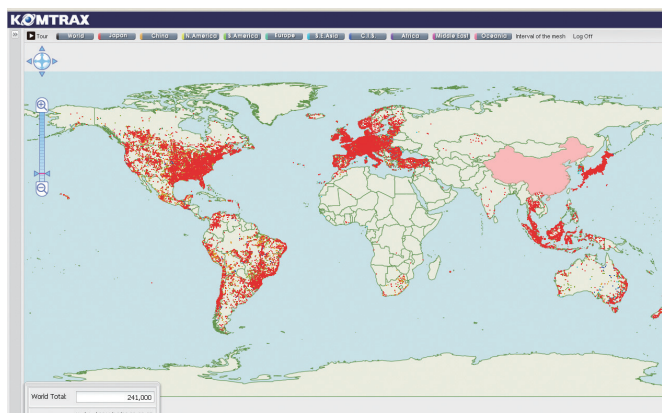 KOMTRAX
Tour World Japan China N.America S.America Europe S.E.Asia C.I.S. Africa Middle East Oceania Interval of the mesh Log Off
World Total: 241,000